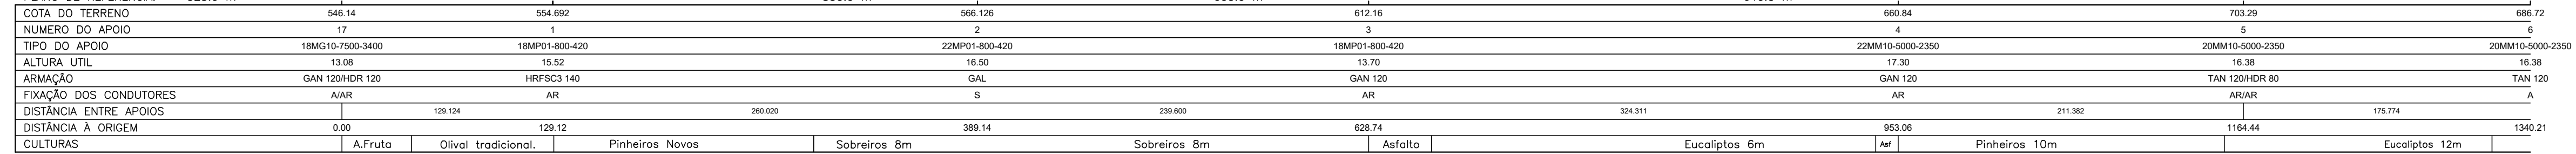 COTA DO TERRENO 546.14 554.692 566.126 612.16 660.84 703.29 686.72
NUMERO DO APOIO 17 1 2 3 4 5 6
TIPO DO APOIO 18MG10-7500-3400 18MP01-800-420 22MP01-800-420 18MP01-800-420 22MM10-5000-2350 20MM10-5000-2350 20MM10-5000-2350
ALTURA UTIL 13.08 15.52 16.50 13.70 17.30 16.38 16.38
ARMAÇÃO GAN 120/HDR 120 HRFSC3 140 GAL GAN 120 GAN 120 TAN 120/HDR 80 TAN 120
FIXAÇÃO DOS CONDUTORES A/AR AR S AR AR AR/AR A
DISTÂNCIA ENTRE APOIOS 129.124 260.020 239.600 324.311 211.382 175.774
DISTÂNCIA À ORIGEM 0.00 129.12 389.14 628.74 953.06 1164.44 1340.21
CULTURAS A.Fruta Olival tradicional. Pinheiros Novos Sobreiros 8m Sobreiros 8m Asfalto Eucaliptos 6m Asf Pinheiros 10m Eucaliptos 12m